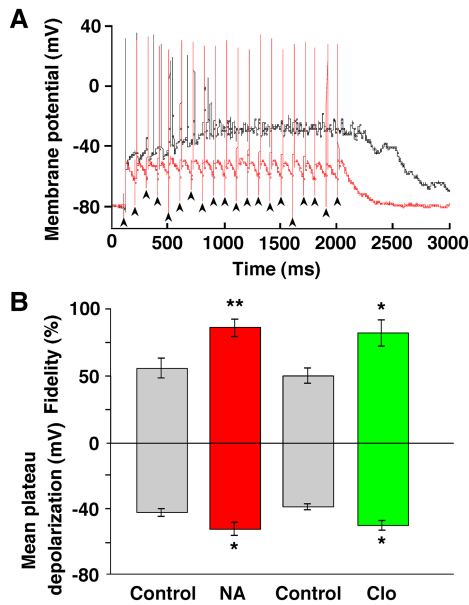 A
Membrane potential (mV)
40
0
-40
-80
0
500
1000
1500
2000
2500
3000
Time (ms)
B
Fidelity (%)
Mean plateau
depolarization (mV)
100
50
0
-40
-80
**
*
*
*
Control
NA
Control
Clo